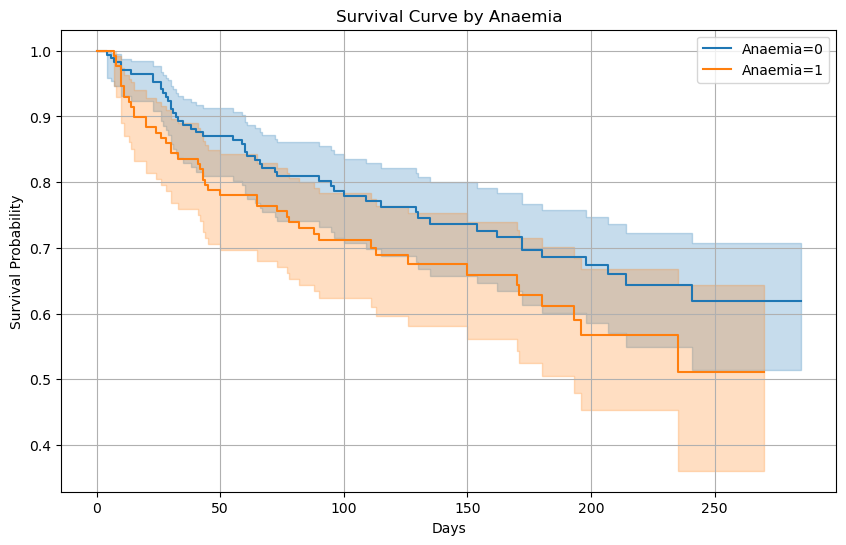 Survival Curve by Anaemia
Anaemia=0
Anaemia=1
Survival Probability
1.0
0.9
0.8
0.7
0.6
0.5
0.4
0 50 100 150 200 250
Days